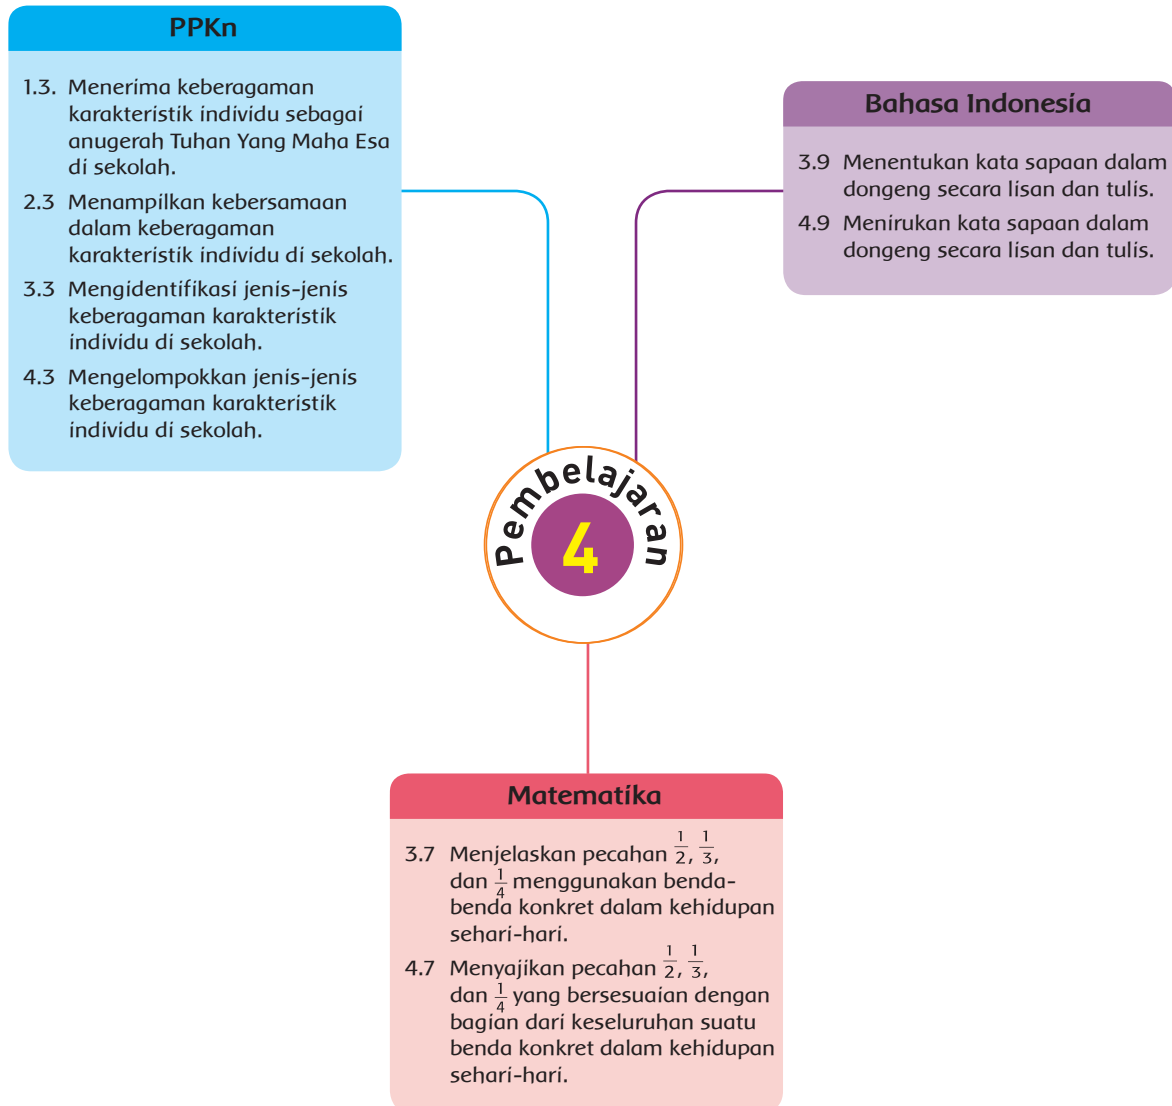 PPKn
1.3. Menerima keberagaman
karakteristik individu sebagai
anugerah Tuhan Yang Maha Esa
di sekolah.
2.3 Menampilkan kebersamaan
dalam keberagaman
karakteristik individu di sekolah.
3.3 Mengidentifikasi jenis-jenis
keberagaman karakteristik
individu di sekolah.
4.3 Mengelompokkan jenis-jenis
keberagaman karakteristik
individu di sekolah.
Bahasa Indonesia
3.9 Menentukan kata sapaan dalam
dongeng secara lisan dan tulis.
4.9 Menirukan kata sapaan dalam
dongeng secara lisan dan tulis.
Pembelajaran
4
Matematika
3.7 Menjelaskan pecahan 1/2, 1/3,
dan 1/4 menggunakan benda-
benda konkret dalam kehidupan
sehari-hari.
4.7 Menyajikan pecahan 1/2, 1/3,
dan 1/4 yang bersesuaian dengan
bagian dari keseluruhan suatu
benda konkret dalam kehidupan
sehari-hari.